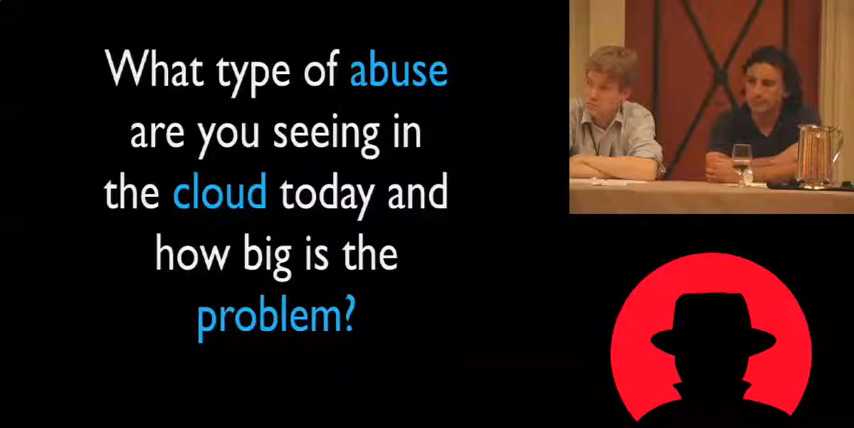 What type of abuse
are you seeing in
the cloud today and
how big is the
problem?